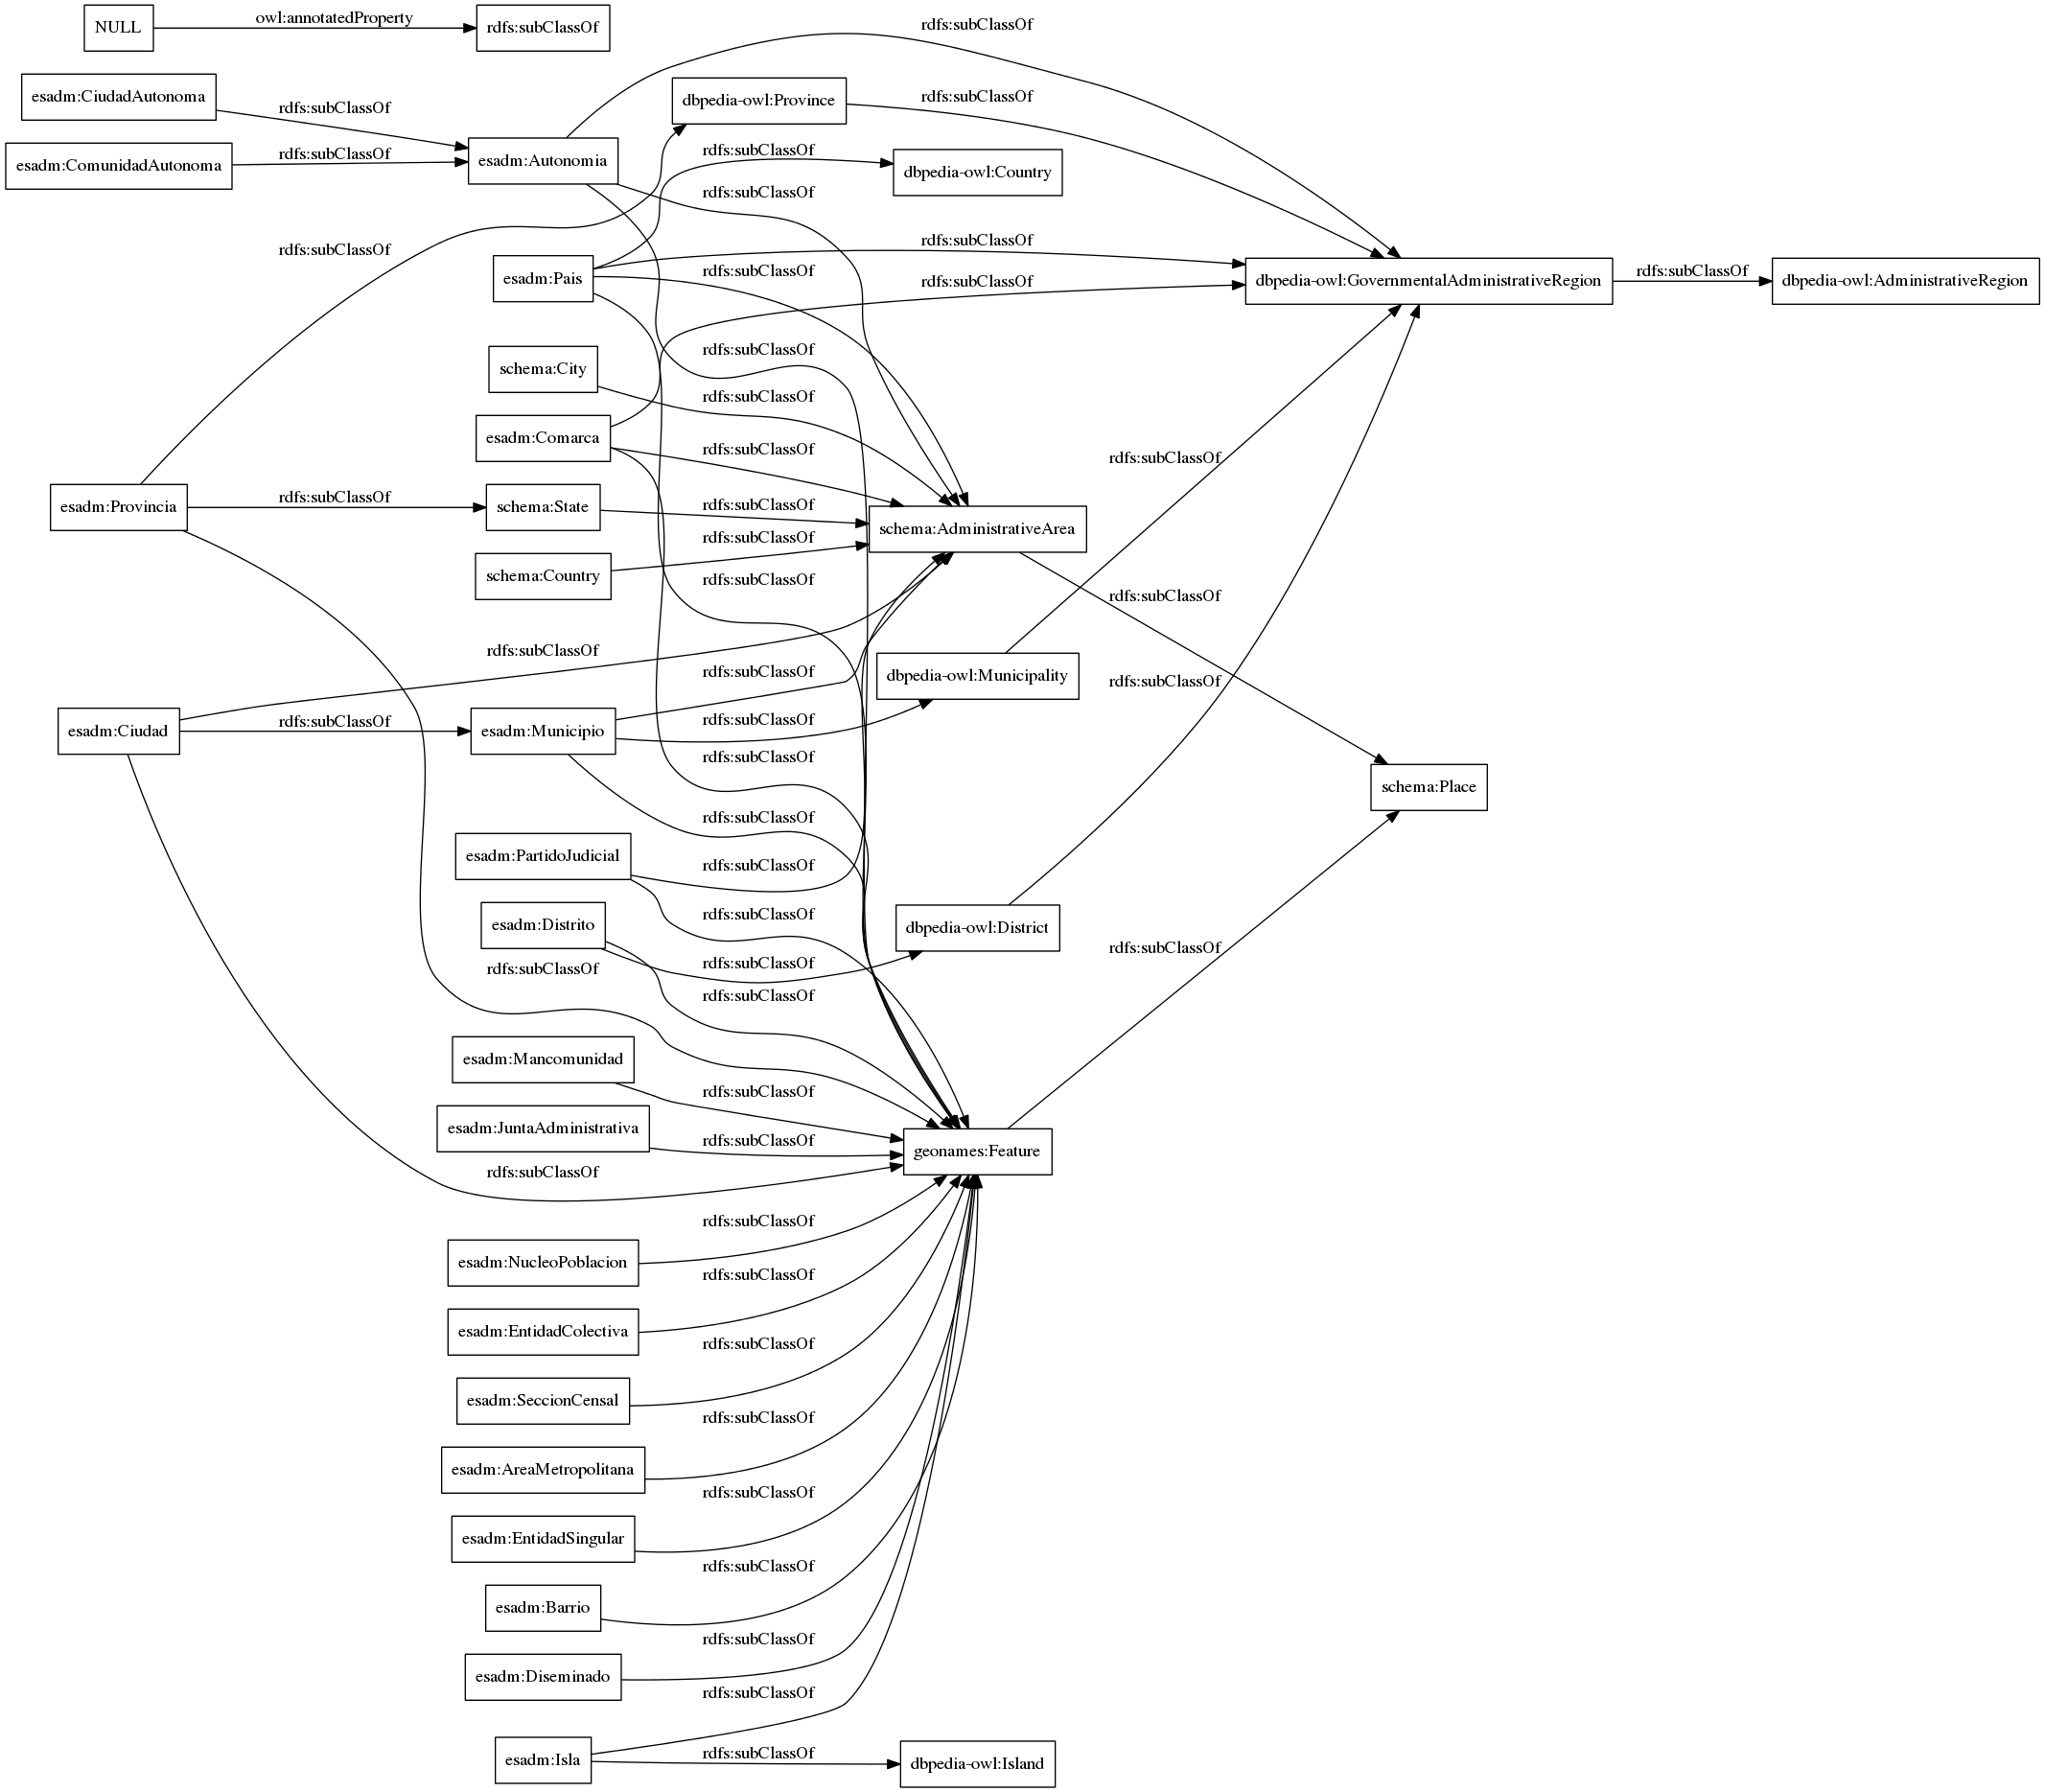 NULL
owl:annotatedProperty
rdfs:subClassOf
rdfs:subClassOf
esadm:CiudadAutonoma
rdfs:subClassOf
dbpedia-owl:Province
rdfs:subClassOf
esadm:ComunidadAutonoma
rdfs:subClassOf
esadm:Autonomia
rdfs:subClassOf
dbpedia-owl:Country
rdfs:subClassOf
rdfs:subClassOf
rdfs:subClassOf
esadm:Pais
rdfs:subClassOf
rdfs:subClassOf
dbpedia-owl:GovernmentalAdministrativeRegion
rdfs:subClassOf
dbpedia-owl:AdministrativeRegion
rdfs:subClassOf
schema:City
rdfs:subClassOf
esadm:Comarca
rdfs:subClassOf
rdfs:subClassOf
esadm:Provincia
rdfs:subClassOf
schema:State
rdfs:subClassOf
schema:AdministrativeArea
rdfs:subClassOf
schema:Country
rdfs:subClassOf
rdfs:subClassOf
rdfs:subClassOf
rdfs:subClassOf
dbpedia-owl:Municipality
rdfs:subClassOf
esadm:Ciudad
rdfs:subClassOf
esadm:Municipio
rdfs:subClassOf
rdfs:subClassOf
schema:Place
rdfs:subClassOf
esadm:PartidoJudicial
rdfs:subClassOf
rdfs:subClassOf
esadm:Distrito
dbpedia-owl:District
rdfs:subClassOf
rdfs:subClassOf
rdfs:subClassOf
rdfs:subClassOf
esadm:Mancomunidad
rdfs:subClassOf
esadm:JuntaAdministrativa
rdfs:subClassOf
geonames:Feature
rdfs:subClassOf
rdfs:subClassOf
esadm:NucleoPoblacion
rdfs:subClassOf
esadm:EntidadColectiva
rdfs:subClassOf
esadm:SeccionCensal
rdfs:subClassOf
esadm:AreaMetropolitana
rdfs:subClassOf
esadm:EntidadSingular
rdfs:subClassOf
esadm:Barrio
rdfs:subClassOf
esadm:Diseminado
rdfs:subClassOf
esadm:Isla
rdfs:subClassOf
dbpedia-owl:Island